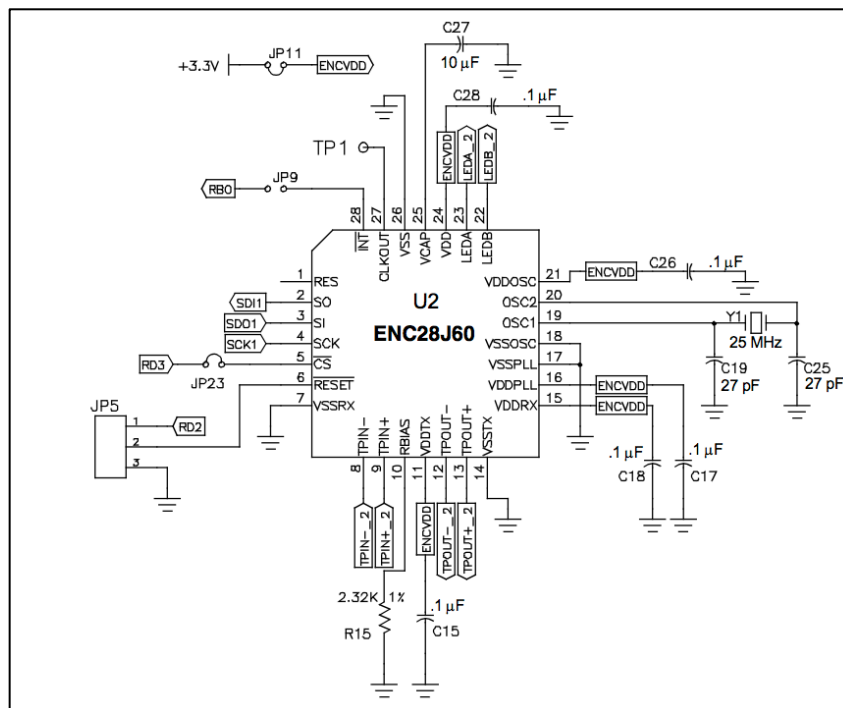 C27
10 µF
JP11
+3.3V
ENCVDD
C28
.1 µF
TP1
ENCVDD
LEDA_2
LEDB_2
RB0
JP9
28
27
26
25
24
23
22
INT
CLKOUT
VSS
VCAP
VDD
LEDA
LEDB
1 RES
VDDOSC 21
ENCVDD
C26
.1 µF
SDI1
2 SO
OSC2 20
SDO1
3 SI
OSC1 19
Y1
25 MHz
SCK1
4 SCK
VSSOSC 18
U2
ENC28J60
RD3
JP23
5 CS
VSSPLL 17
C19
27 pF
C25
27 pF
6 RESET
VDDPLL 16
ENCVDD
7 VSSRX
VDDRX 15
ENCVDD
JP5
1
RD2
2
3
TPIN-
TPIN+
RBIAS
VDDTX
TPOUT-
TPOUT+
VSSTX
8
9
10
11
12
13
14
.1 µF
C18
.1 µF
C17
TPIN-_2
TPIN+_2
ENCVDD
TPOUT-_2
TPOUT+_2
2.32K
1%
R15
.1 µF
C15